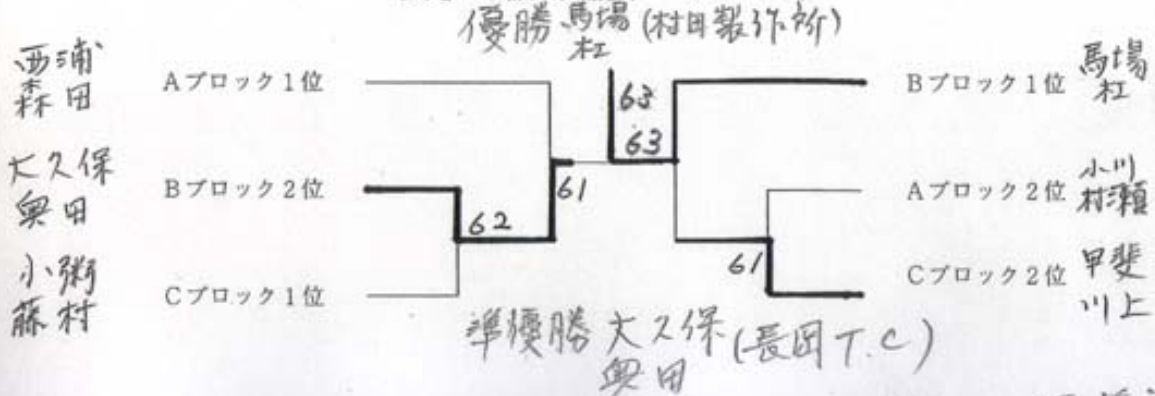 優勝 馬場 (村田製作所)
杠
西浦
森田
Aブロック1位
大久保
奥田
Bブロック2位
小粥
藤村
Cブロック1位
62
61
63
63
61
Bブロック1位
馬場
杠
Aブロック2位
小川
村瀬
Cブロック2位
甲斐
川上
準優勝 大久保 (長岡T.C)
奥田